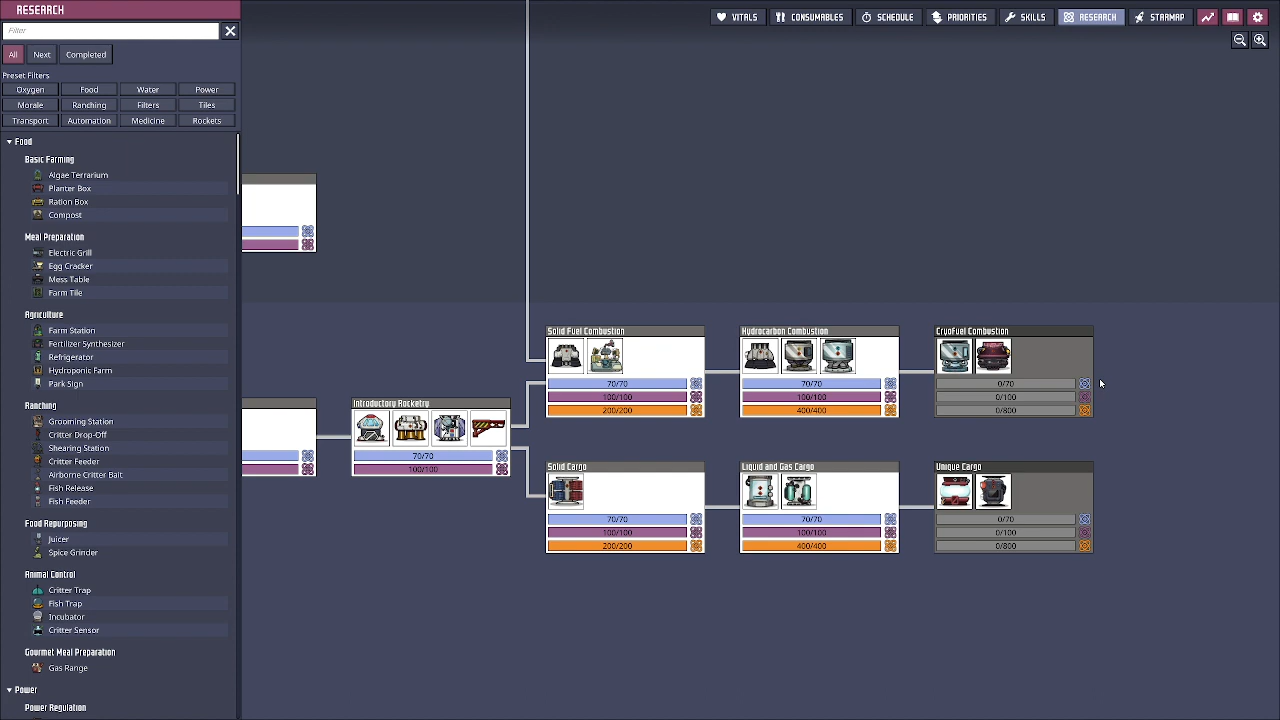 RESEARCH
VITALS CONSUMABLES SCHEDULE PRIORITIES SKILLS RESEARCH STARMAP
Filter
All Next Completed
Preset Filters
Oxygen Food Water Power
Morale Ranching Filters Tiles
Transport Automation Medicine Rockets
Food
Basic Farming
Algae Terrarium
Planter Box
Ration Box
Compost
Meal Preparation
Electric Grill
Egg Cracker
Mess Table
Farm Tile
Agriculture
Farm Station
Fertilizer Synthesizer
Refrigerator
Hydroponic Farm
Park Sign
Ranching
Grooming Station
Critter Drop-Off
Shearing Station
Critter Feeder
Airborne Critter Bait
Fish Release
Fish Feeder
Food Repurposing
Juicer
Spice Grinder
Animal Control
Critter Trap
Fish Trap
Incubator
Critter Sensor
Gourmet Meal Preparation
Gas Range
Power
Power Regulation
Introductory Rocketry
70/70
100/100
Solid Fuel Combustion
70/70
100/100
200/200
Hydrocarbon Combustion
70/70
100/100
400/400
CryoFuel Combustion
0/70
0/100
0/800
Solid Cargo
70/70
100/100
200/200
Liquid and Gas Cargo
70/70
100/100
400/400
Unique Cargo
0/70
0/100
0/800